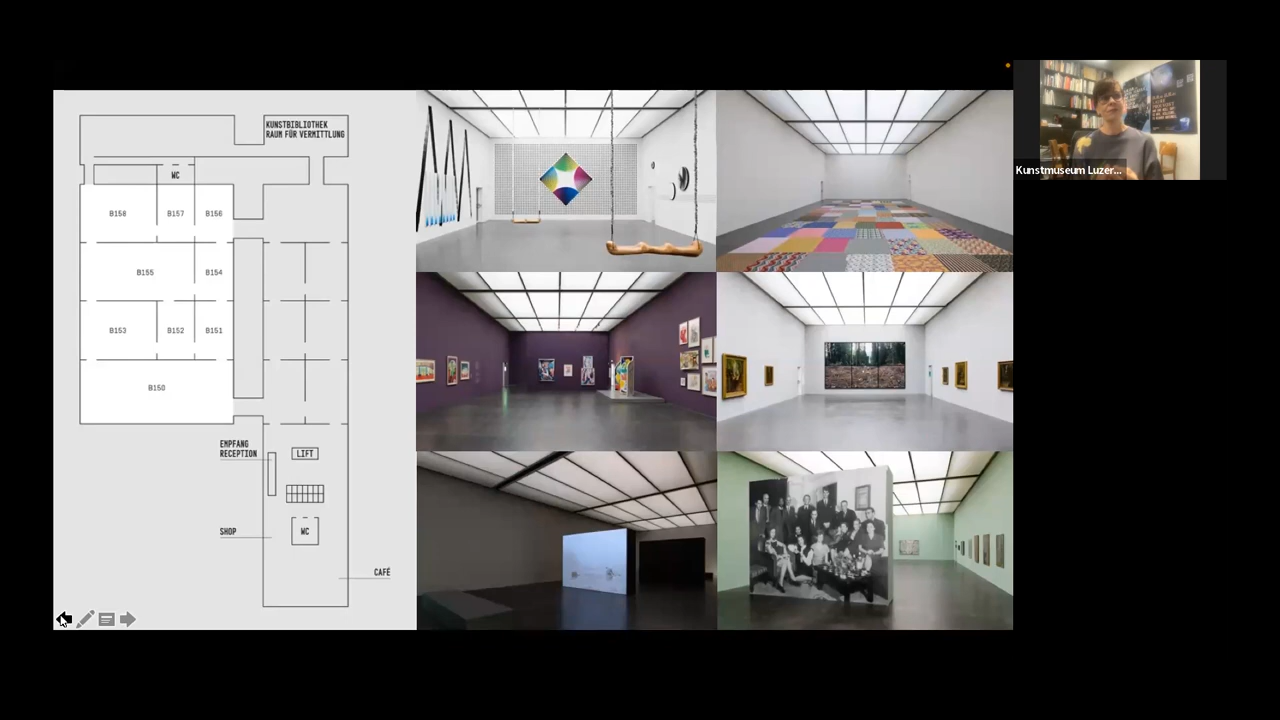 KUNSTBIBLIOTHEK
RAUM FÜR VERMITTLUNG
WC
B158
B157
B156
B155
B154
B153
B152
B151
B150
EMPFANG
RECEPTION
LIFT
SHOP
WC
CAFÉ
Kunstmuseum Luzer...